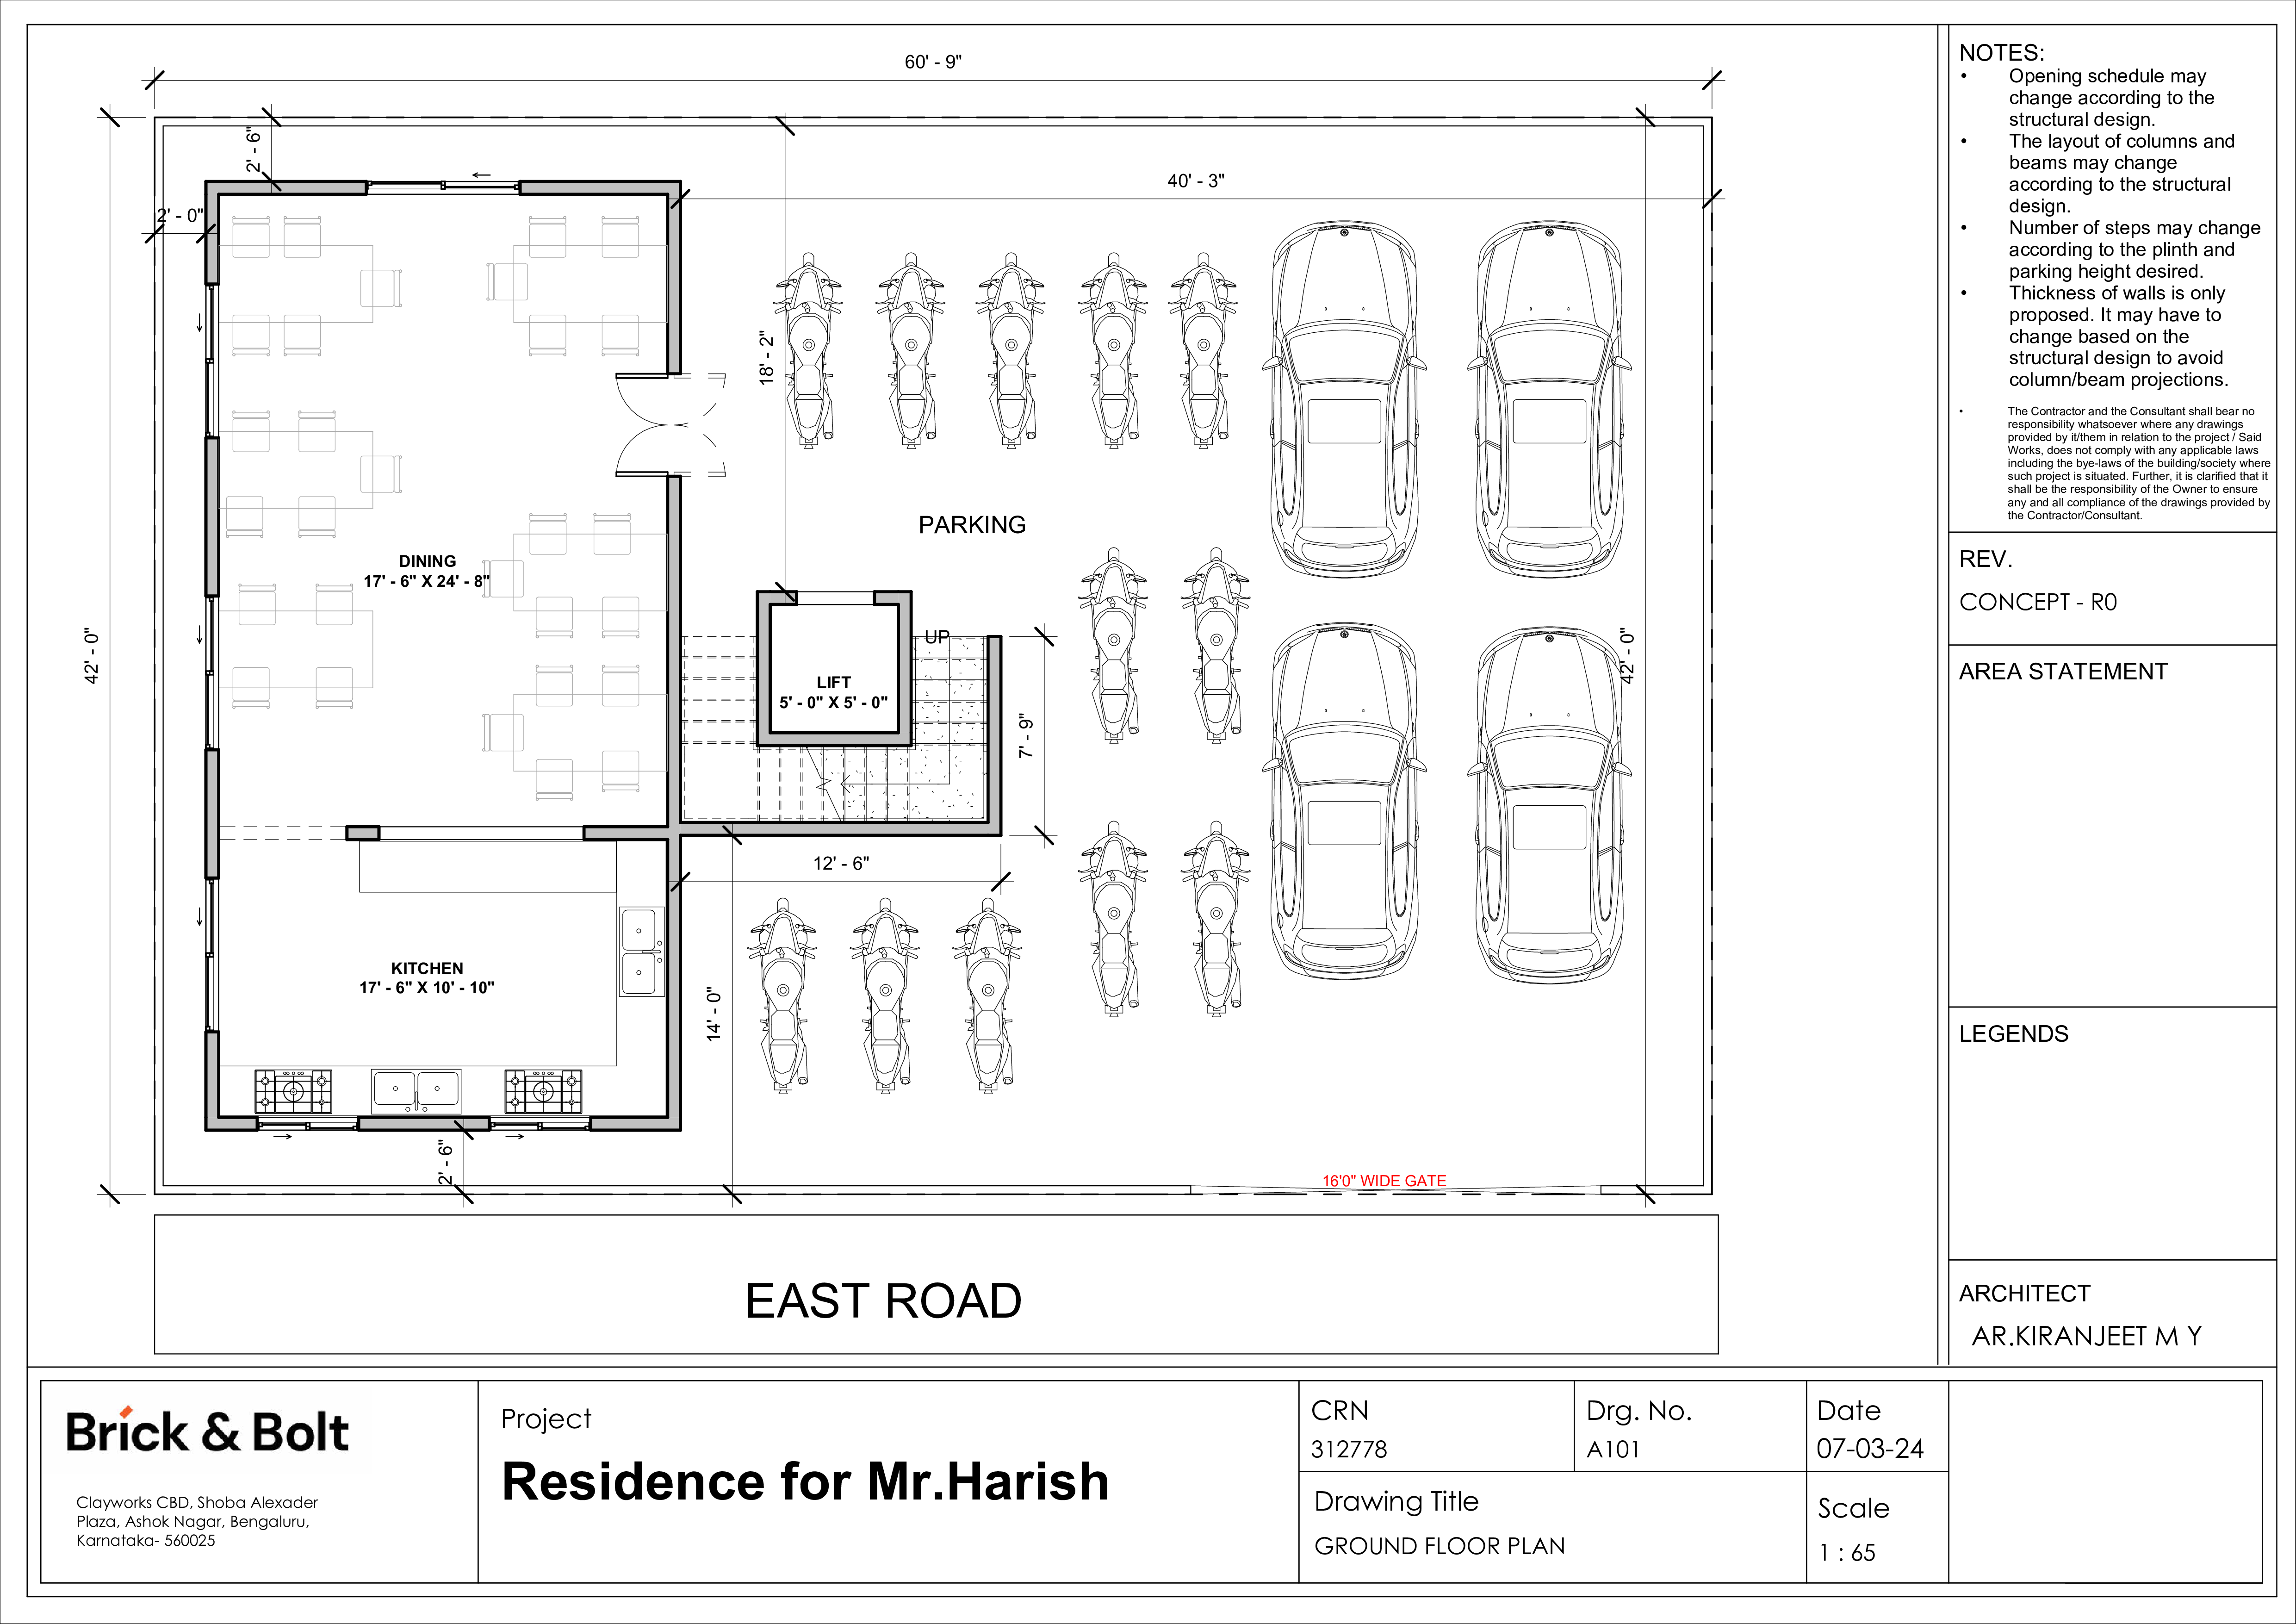 60' - 9"
2' - 6"
40' - 3"
2' - 0"
18' - 2"
PARKING
DINING
17' - 6" X 24' - 8"
42' - 0"
UP
LIFT
5' - 0" X 5' - 0"
7' - 9"
42' - 0"
12' - 6"
KITCHEN
17' - 6" X 10' - 10"
14' - 0"
2' - 6"
16'0" WIDE GATE
EAST ROAD
NOTES:
• Opening schedule may
change according to the
structural design.
• The layout of columns and
beams may change
according to the structural
design.
• Number of steps may change
according to the plinth and
parking height desired.
• Thickness of walls is only
proposed. It may have to
change based on the
structural design to avoid
column/beam projections.
• The Contractor and the Consultant shall bear no
responsibility whatsoever where any drawings
provided by it/them in relation to the project / Said
Works, does not comply with any applicable laws
including the bye-laws of the building/society where
such project is situated. Further, it is clarified that it
shall be the responsibility of the Owner to ensure
any and all compliance of the drawings provided by
the Contractor/Consultant.
REV.
CONCEPT - R0
AREA STATEMENT
LEGENDS
ARCHITECT
AR.KIRANJEET M Y
Brick & Bolt
Clayworks CBD, Shoba Alexader
Plaza, Ashok Nagar, Bengaluru,
Karnataka- 560025
Project
Residence for Mr.Harish
CRN
312778
Drg. No.
A101
Date
07-03-24
Drawing Title
GROUND FLOOR PLAN
Scale
1 : 65